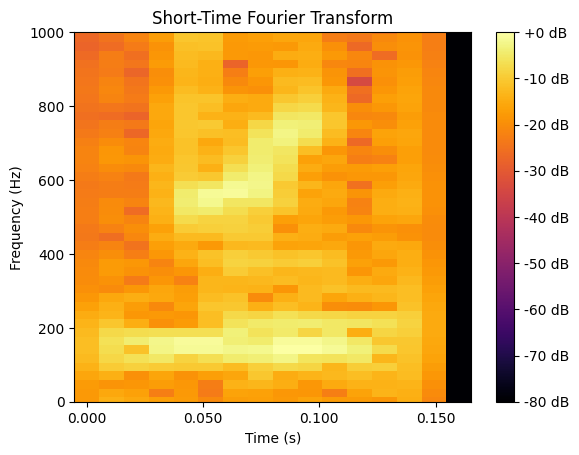 Short-Time Fourier Transform
1000
800
600
400
200
0
Frequency (Hz)
0.000
0.050
0.100
0.150
Time (s)
+0 dB
-10 dB
-20 dB
-30 dB
-40 dB
-50 dB
-60 dB
-70 dB
-80 dB